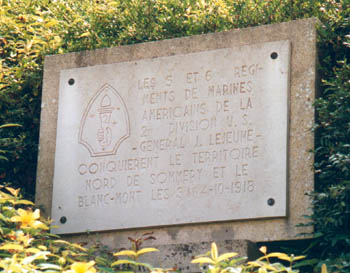 LES 5 ET 6 REGI-
MENTS DE MARINES
AMERICAINS DE LA
2e DIVISION U.S.
-GENERAL J. LEJEUNE-
CONQUIERENT LE TERRITOIRE
NORD DE SOMMEPY ET LE
BLANC-MONT LES 3 AU 4-10-1918